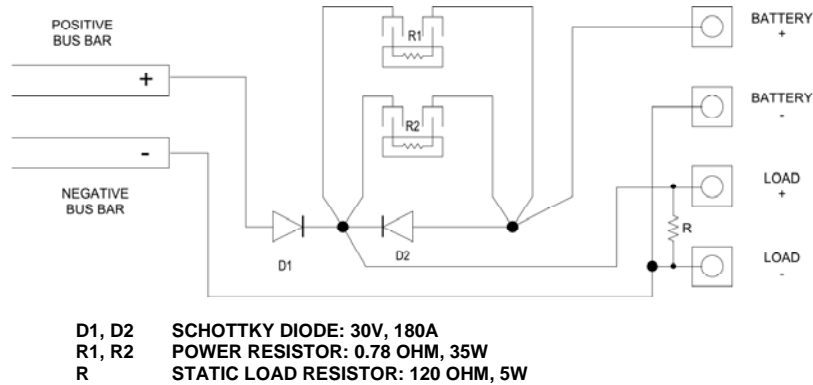 POSITIVE
BUS BAR
+
-
NEGATIVE
BUS BAR
R1
R2
D1
D2
R
BATTERY
+
BATTERY
-
LOAD
+
LOAD
-
D1, D2 SCHOTTKY DIODE: 30V, 180A
R1, R2 POWER RESISTOR: 0.78 OHM, 35W
R STATIC LOAD RESISTOR: 120 OHM, 5W